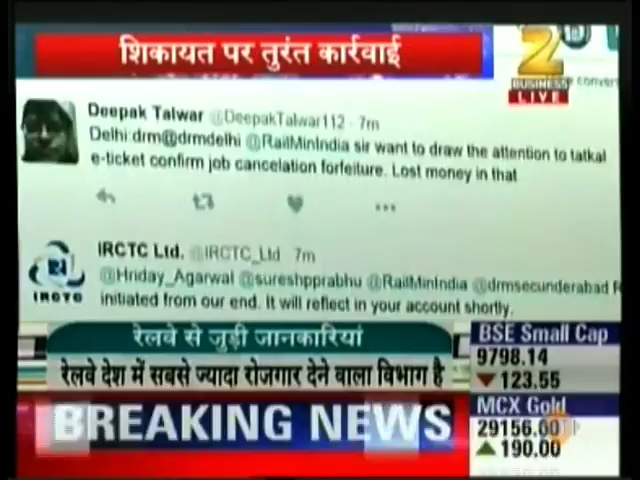 शिकायत पर तुरंत कार्रवाई
Z
BUSINESS
LIVE
Deepak Talwar @DeepakTalwar112 · 7m
Delhi drm@drmdelhi @RailMinIndia sir want to draw the attention to tatkal
e-ticket confirm job cancelation forfeiture. Lost money in that
IRCTC Ltd. @IRCTC_Ltd 7m
@Hriday_Agarwal @sureshpprabhu @RailMinIndia @drmsecunderabad R
initiated from our end. It will reflect in your account shortly.
IRCTC
रेलवे से जुड़ी जानकारियां
रेलवे देश में सबसे ज्यादा रोजगार देने वाला विभाग है
BREAKING NEWS
BSE Small Cap
9798.14
123.55
MCX Gold
29156.00
190.00